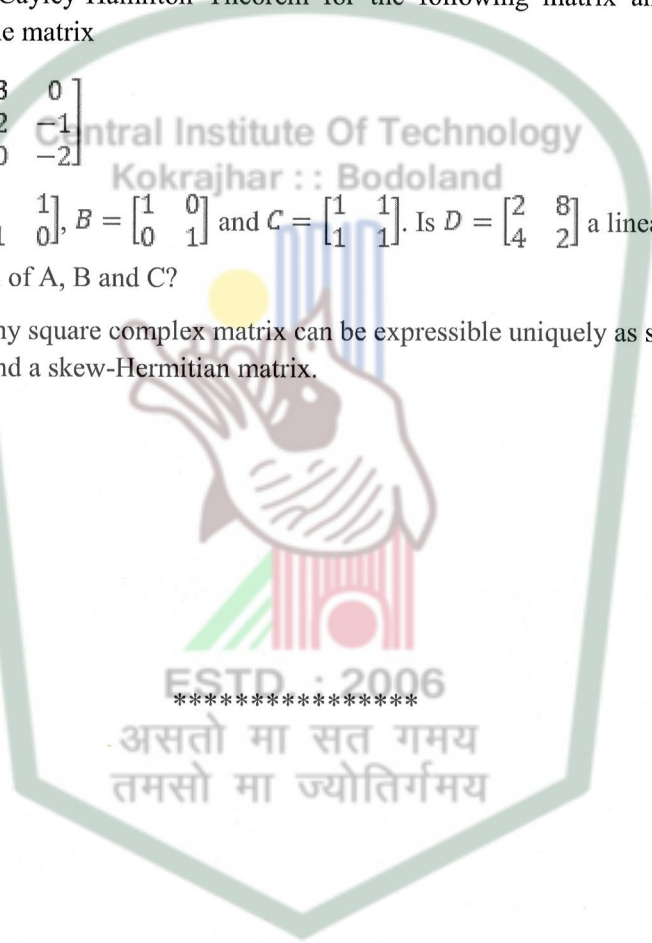 Cayley-Hamilton Theorem for the following matrix
e matrix
3 0
2 −1
0 −2]
Central Institute Of Technology
Kokrajhar : : Bodoland
1 1 0], B = [1 0 0 1] and C = [1 1 1 1]. Is D = [2 8 4 2] a linea
of A, B and C?
ny square complex matrix can be expressible uniquely as s
nd a skew-Hermitian matrix.
ESTD. : 2006
****************
असतो मा सत गमय
तमसो मा ज्योतिर्गमय